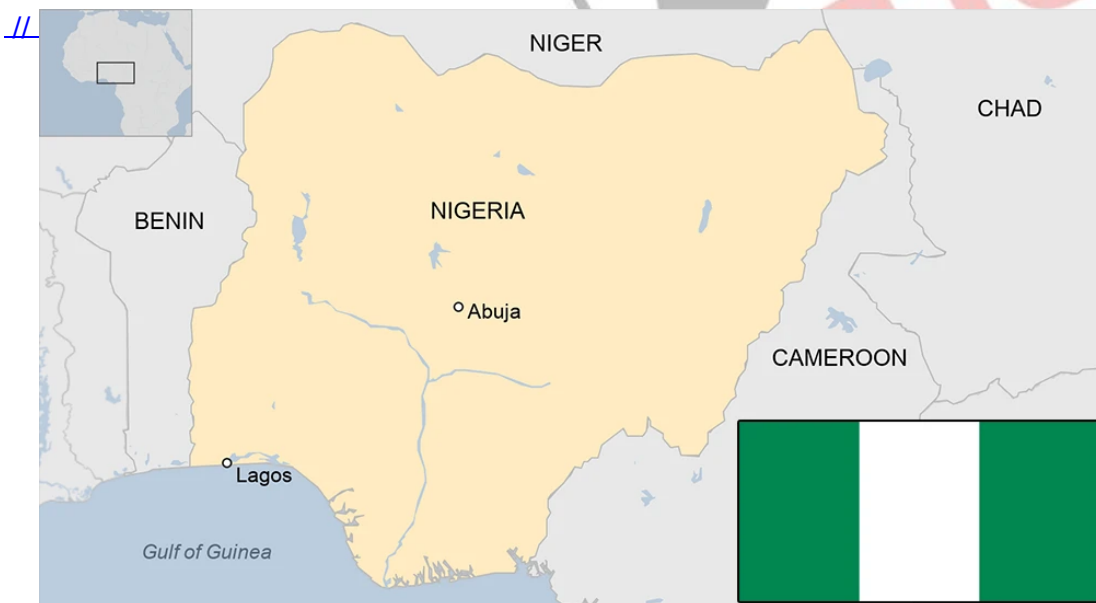 //
NIGER
CHAD
BENIN
NIGERIA
Abuja
CAMEROON
Lagos
Gulf of Guinea